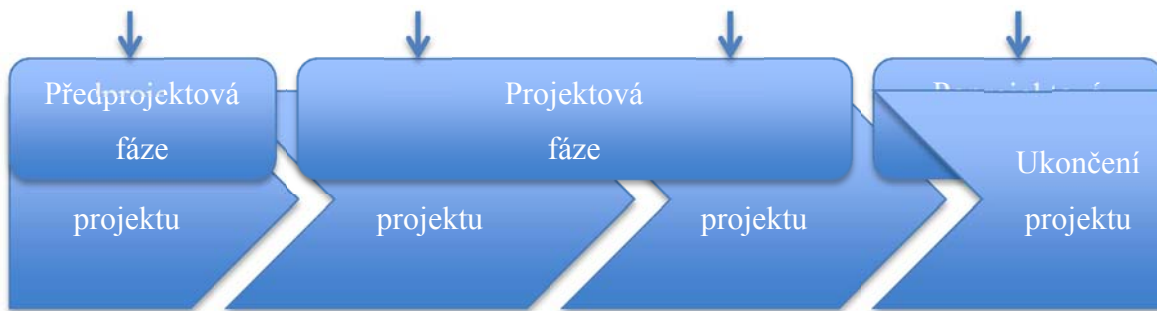 Předprojektová
fáze
Projektová
fáze
Ukončení
projektu
projektu
projektu
projektu